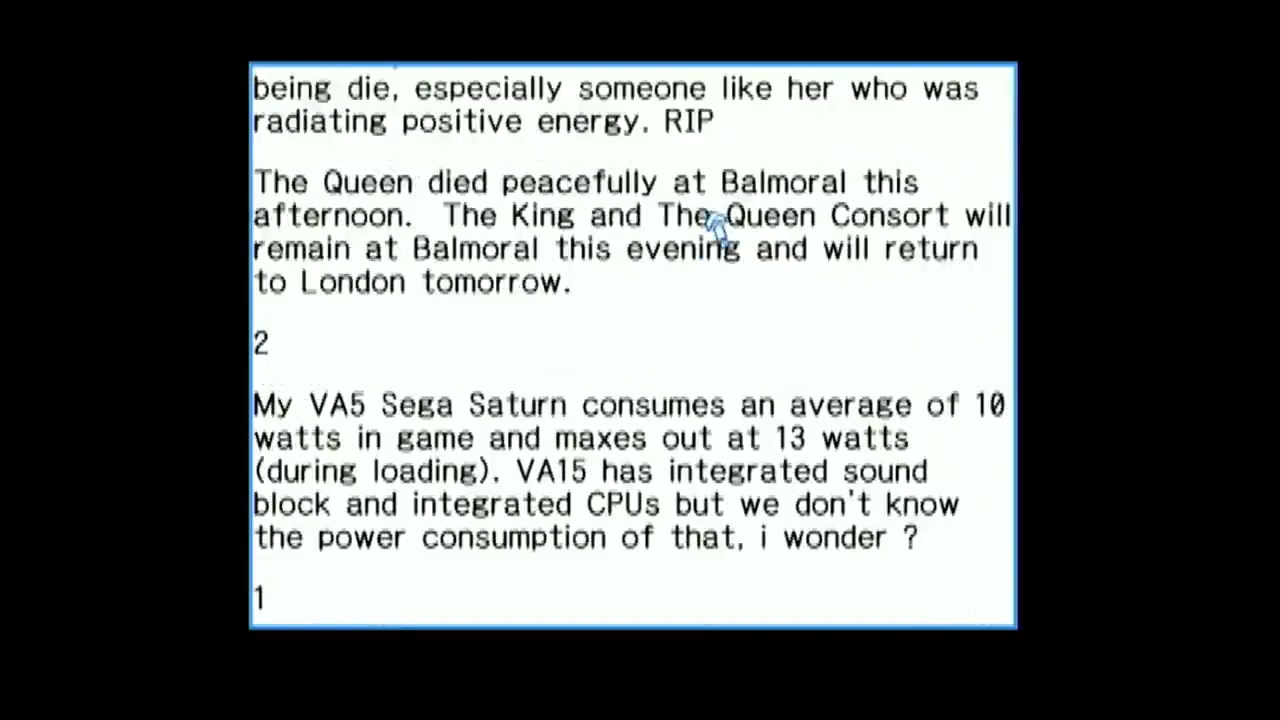 being die, especially someone like her who was
radiating positive energy. RIP
The Queen died peacefully at Balmoral this
afternoon.  The King and The Queen Consort will
remain at Balmoral this evening and will return
to London tomorrow.
2
My VA5 Sega Saturn consumes an average of 10
watts in game and maxes out at 13 watts
(during loading). VA15 has integrated sound
block and integrated CPUs but we don't know
the power consumption of that, i wonder ?
1